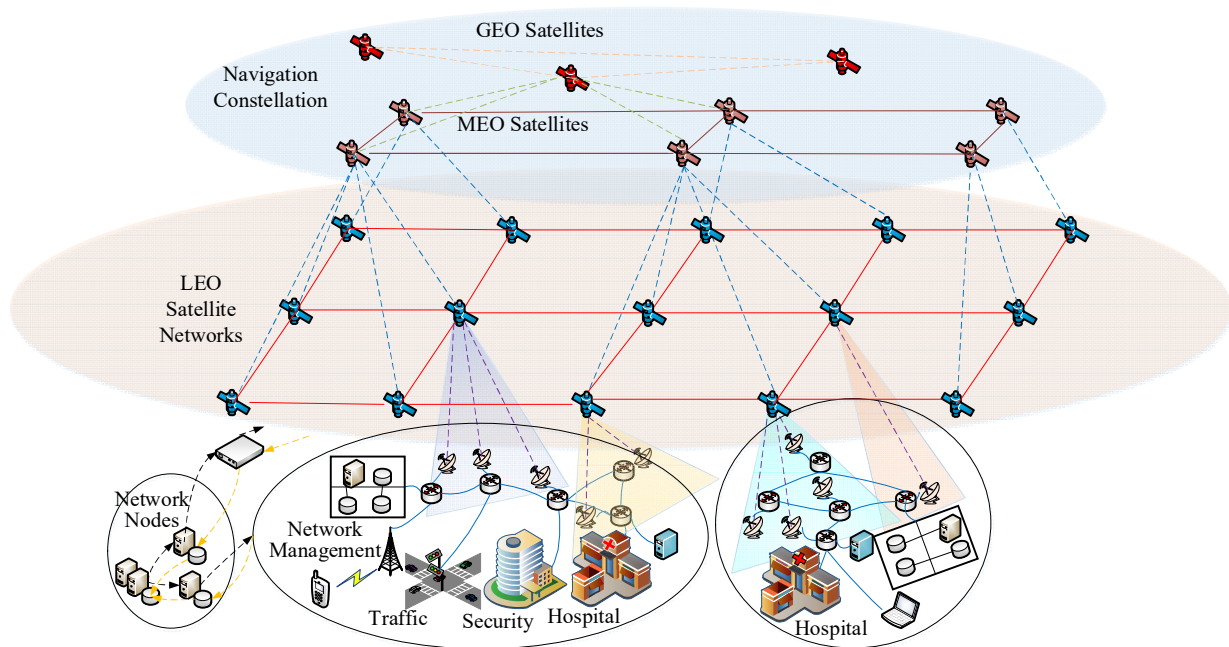 GEO Satellites
Navigation
Constellation
MEO Satellites
LEO
Satellite
Networks
Network
Nodes
Network
Management
Traffic
Security
Hospital
Hospital